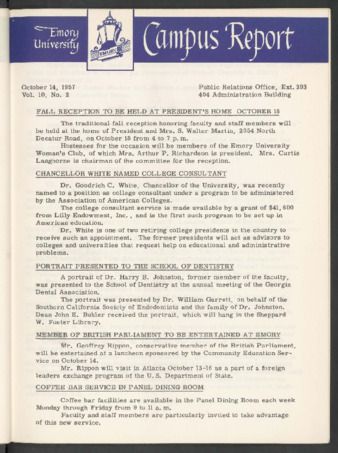 Emory
University
Campus Report
October 14, 1957
Public Relations Office, Ext. 393
Vol. 10, No. 2
404 Administration Building
FALL RECEPTION TO BE HELD AT PRESIDENT'S HOME OCTOBER 15
The traditional fall reception honoring faculty and staff members will
be held at the home of President and Mrs. S. Walter Martin, 2354 North
Decatur Road, on October 15 from 4 to 7 p. m.
Hostesses for the occasion will be members of the Emory University
Woman's Club, of which Mrs. Arthur P. Richardson is president. Mrs. Curtis
Langhorne is chairman of the committee for the reception.
CHANCELLOR WHITE NAMED COLLEGE CONSULTANT
Dr. Goodrich C. White, Chancellor of the University, was recently
named to a position as college consultant under a program to be administered
by the Association of American Colleges.
The college consultant service is made available by a grant of $41,600
from Lilly Endowment, Inc., and is the first such program to be set up in
American education.
Dr. White is one of two retiring college presidents in the country to
receive such an appointment. The former presidents will act as advisors to
colleges and universities that request help on educational and administrative
problems.
PORTRAIT PRESENTED TO THE SCHOOL OF DENTISTRY
A portrait of Dr. Harry B. Johnston, former member of the faculty,
was presented to the School of Dentistry at the annual meeting of the Georgia
Dental Association.
The portrait was presented by Dr. William Garrett, on behalf of the
Southern California Society of Endodontists and the family of Dr. Johnston.
Dean John E. Buhler received the portrait, which will hang in the Sheppard
W. Foster Library.
MEMBER OF BRITISH PARLIAMENT TO BE ENTERTAINED AT EMORY
Mr. Geoffrey Rippon, conservative member of the British Parliament,
will be entertained at a luncheon sponsored by the Community Education Ser-
vice on October 14.
Mr. Rippon will visit in Atlanta October 13-16 as a part of a foreign
leaders exchange program of the U. S. Department of State.
COFFEE BAR SERVICE IN PANEL DINING ROOM
Coffee bar facilities are available in the Panel Dining Room each week
Monday through Friday from 9 to 11 a. m.
Faculty and staff members are particularly invited to take advantage
of this new service.